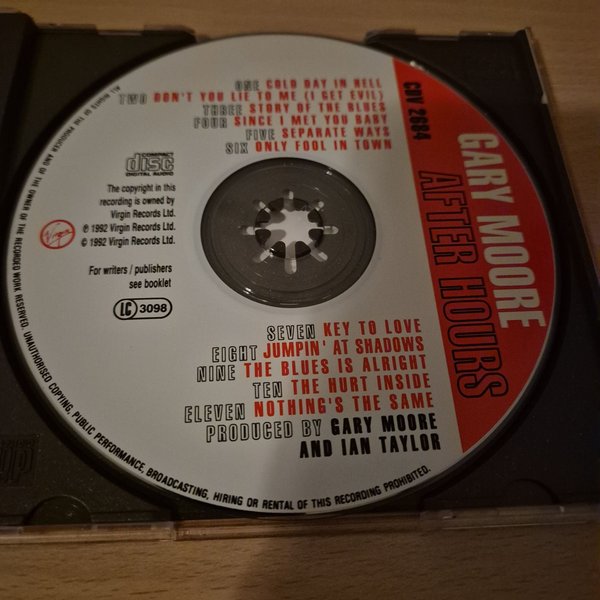 ONE COLD DAY IN HELL
TWO DON'T YOU LIE TO ME (I GET EVIL)
THREE STORY OF THE BLUES
FOUR SINCE I MET YOU BABY
FIVE SEPARATE WAYS
SIX ONLY FOOL IN TOWN
CDV 2684
GARY MOORE
AFTER HOURS
COMPACT
disc
DIGITAL AUDIO
The copyright in this
recording is owned by
Virgin Records Ltd.
℗ 1992 Virgin Records Ltd.
© 1992 Virgin Records Ltd.
Virgin
For writers / publishers
see booklet
LC 3098
SEVEN KEY TO LOVE
EIGHT JUMPIN' AT SHADOWS
NINE THE BLUES IS ALRIGHT
TEN THE HURT INSIDE
ELEVEN NOTHING'S THE SAME
PRODUCED BY GARY MOORE
AND IAN TAYLOR
ALL RIGHTS OF THE PRODUCER AND OF THE OWNER OF THE RECORDED WORK RESERVED. UNAUTHORISED COPYING, PUBLIC PERFORMANCE, BROADCASTING, HIRING OR RENTAL OF THIS RECORDING PROHIBITED.